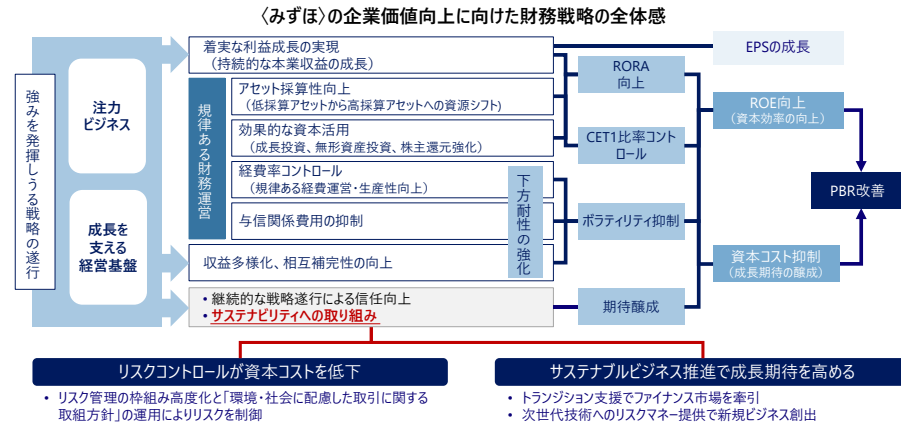 〈みずほ〉の企業価値向上に向けた財務戦略の全体感
強みを発揮しうる戦略の遂行
注力
ビジネス
成長を
支える
経営基盤
着実な利益成長の実現
(持続的な本業収益の成長)
規律ある財務運営
アセット採算性向上
(低採算アセットから高採算アセットへの資源シフト)
効果的な資本活用
(成長投資、無形資産投資、株主還元強化)
経費率コントロール
(規律ある経費運営・生産性向上)
与信関係費用の抑制
収益多様化、相互補完性の向上
下方耐性の強化
• 継続的な戦略遂行による信任向上
• サステナビリティへの取り組み
RORA
向上
CET1比率コント
ロール
ボラティリティ抑制
期待醸成
EPSの成長
ROE向上
(資本効率の向上)
資本コスト抑制
(成長期待の醸成)
PBR改善
リスクコントロールが資本コストを低下
• リスク管理の枠組み高度化と「環境・社会に配慮した取引に関する
取組方針」の運用によりリスクを制御
サステナブルビジネス推進で成長期待を高める
• トランジション支援でファイナンス市場を牽引
• 次世代技術へのリスクマネー提供で新規ビジネス創出